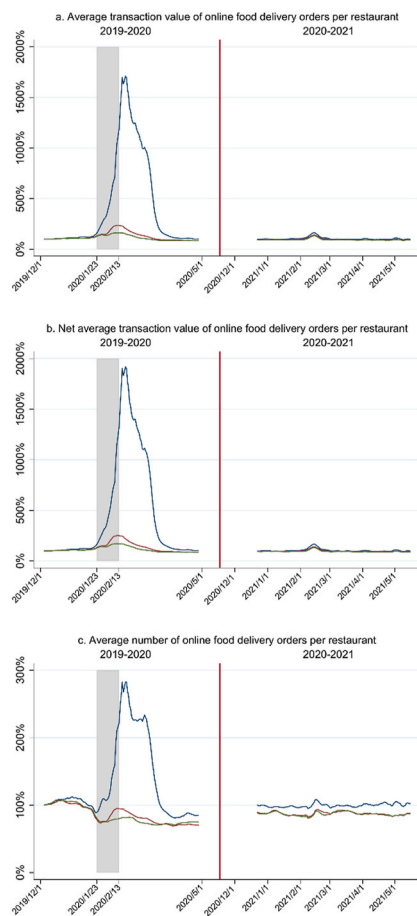 a. Average transaction value of online food delivery orders per restaurant
2019-2020 2020-2021
2000%
1500%
1000%
500%
0%
2019/12/1 2020/1/23 2020/2/13 2020/5/1 2020/12/1 2021/1/1 2021/2/1 2021/3/1 2021/4/1 2021/5/1
b. Net average transaction value of online food delivery orders per restaurant
2019-2020 2020-2021
2000%
1500%
1000%
500%
0%
2019/12/1 2020/1/23 2020/2/13 2020/5/1 2020/12/1 2021/1/1 2021/2/1 2021/3/1 2021/4/1 2021/5/1
c. Average number of online food delivery orders per restaurant
2019-2020 2020-2021
300%
200%
100%
0%
2019/12/1 2020/1/23 2020/2/13 2020/5/1 2020/12/1 2021/1/1 2021/2/1 2021/3/1 2021/4/1 2021/5/1